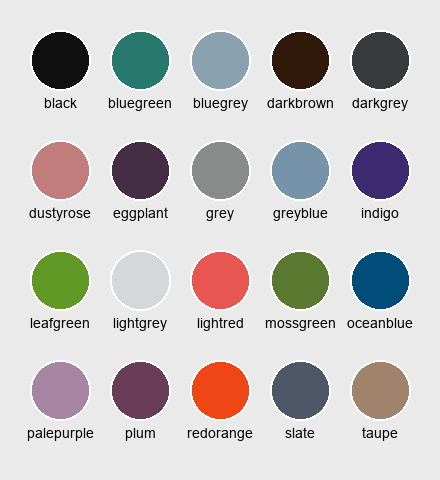 black bluegreen bluegrey darkbrown darkgrey
dustyrose eggplant grey greyblue indigo
leafgreen lightgrey lightred mossgreen oceanblue
palepurple plum redorange slate taupe